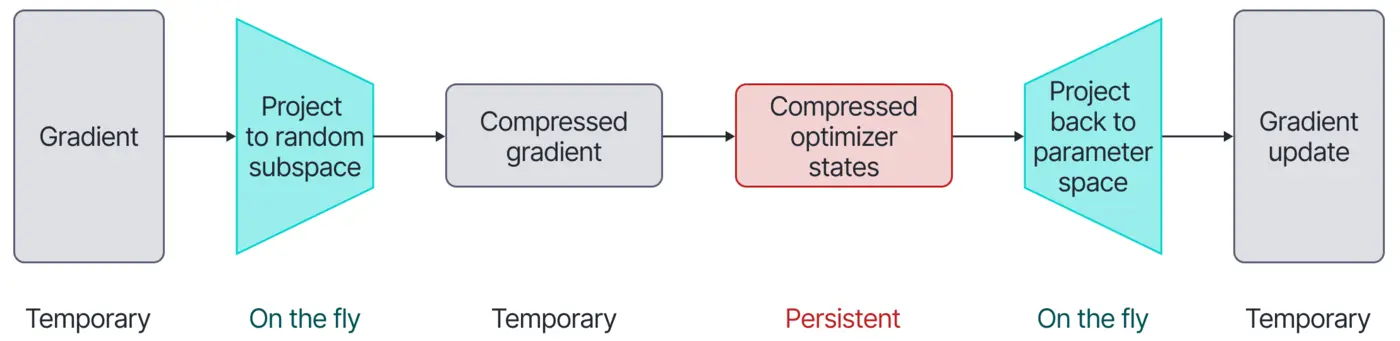 Gradient
Project
to random
subspace
Compressed
gradient
Compressed
optimizer
states
Project
back to
parameter
space
Gradient
update
Temporary
On the fly
Temporary
Persistent
On the fly
Temporary